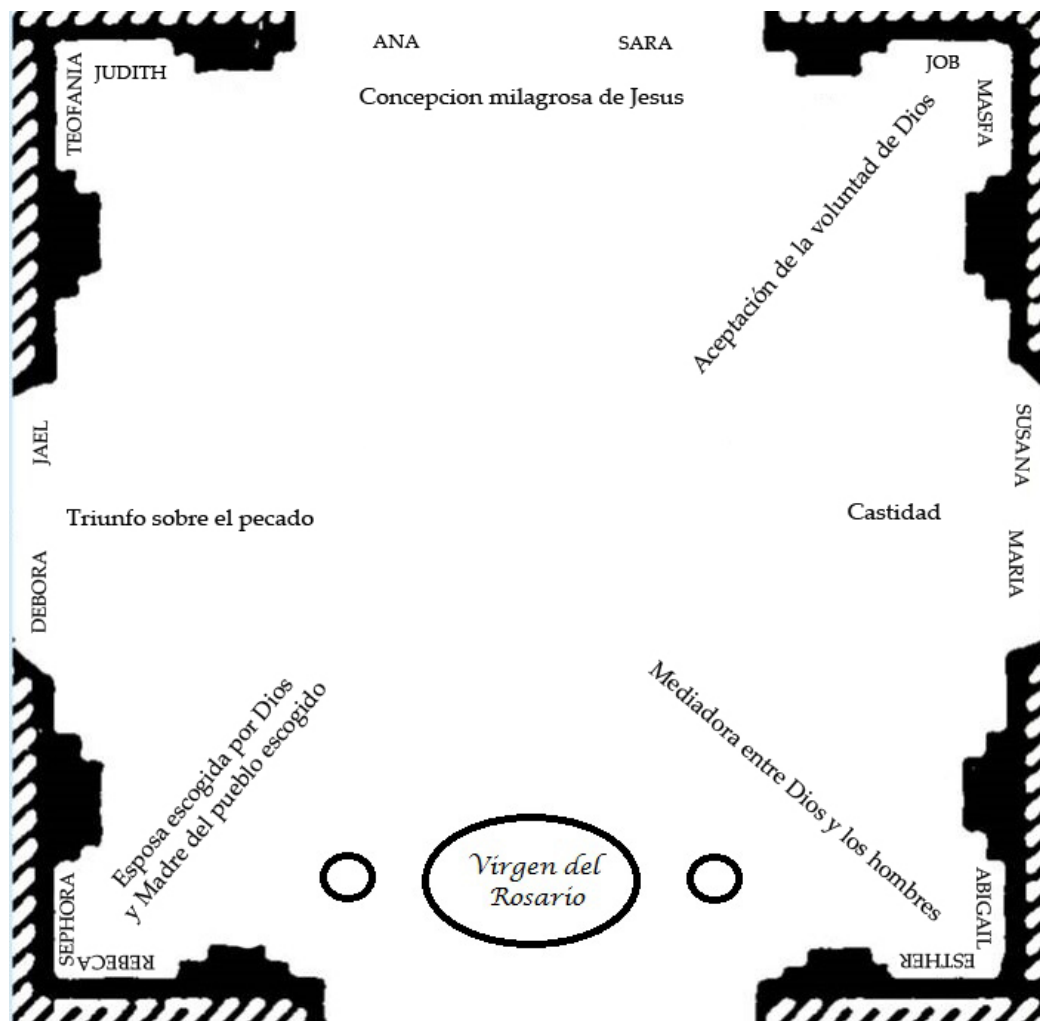 ANA
SARA
JUDITH
TEOFANIA
JOB
MASFA
Concepcion milagrosa de Jesus
Aceptación de la voluntad de Dios
JAEL
SUSANA
Triunfo sobre el pecado
Castidad
DEBORA
MARIA
Esposa escogida por Dios
y Madre del pueblo escogido
Mediadora entre Dios y los hombres
Virgen del
Rosario
SEPHORA
REBECA
ABIGAIL
ESTHER